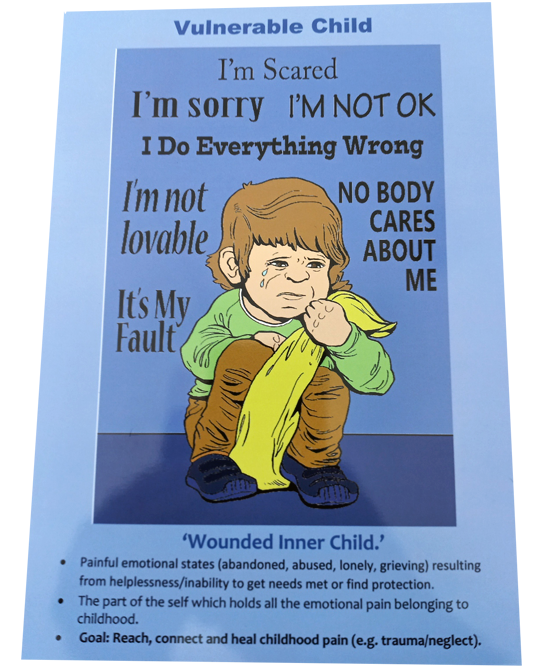 Vulnerable Child
I'm Scared
I'm sorry I'M NOT OK
I Do Everything Wrong
I'm not
lovable
NO BODY
CARES
ABOUT
ME
It's My
Fault
'Wounded Inner Child.'
• Painful emotional states (abandoned, abused, lonely, grieving) resulting
from helplessness/inability to get needs met or find protection.
• The part of the self which holds all the emotional pain belonging to
childhood.
• Goal: Reach, connect and heal childhood pain (e.g. trauma/neglect).